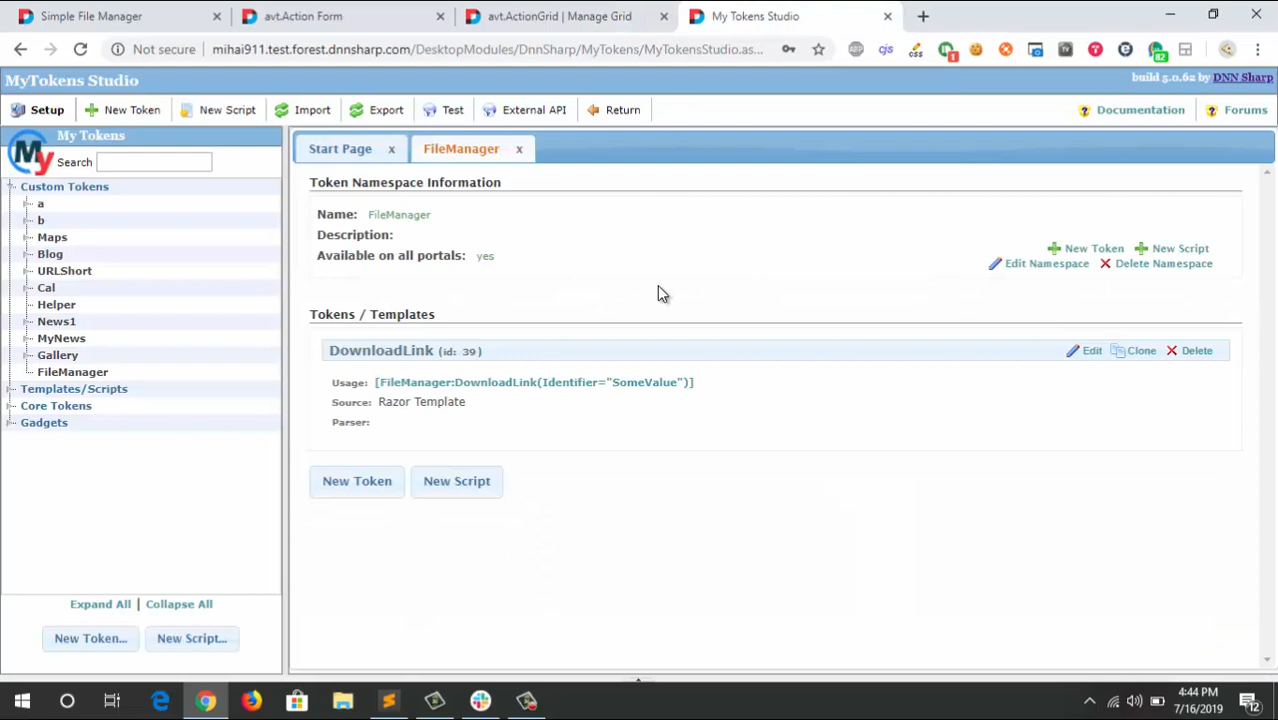 Simple File Manager
avt.Action Form
avt.ActionGrid | Manage Grid
My Tokens Studio
Not secure
mihai911.test.forest.dnnsharp.com/DesktopModules/DnnSharp/MyTokens/MyTokensStudio.as...
MyTokens Studio
build 5.0.62 by DNN Sharp
Setup
New Token
New Script
Import
Export
Test
External API
Return
Documentation
Forums
My Tokens
My
Search
Start Page x
FileManager x
Custom Tokens
a
b
Maps
Blog
URLShort
Cal
Helper
News1
MyNews
Gallery
FileManager
Templates/Scripts
Core Tokens
Gadgets
Expand All | Collapse All
New Token...
New Script...
Token Namespace Information
Name: FileManager
Description:
Available on all portals: yes
New Token New Script
Edit Namespace Delete Namespace
Tokens / Templates
DownloadLink (id: 39)
Edit Clone Delete
Usage: [FileManager:DownloadLink(Identifier="SomeValue")]
Source: Razor Template
Parser:
New Token
New Script
4:44 PM
7/16/2019